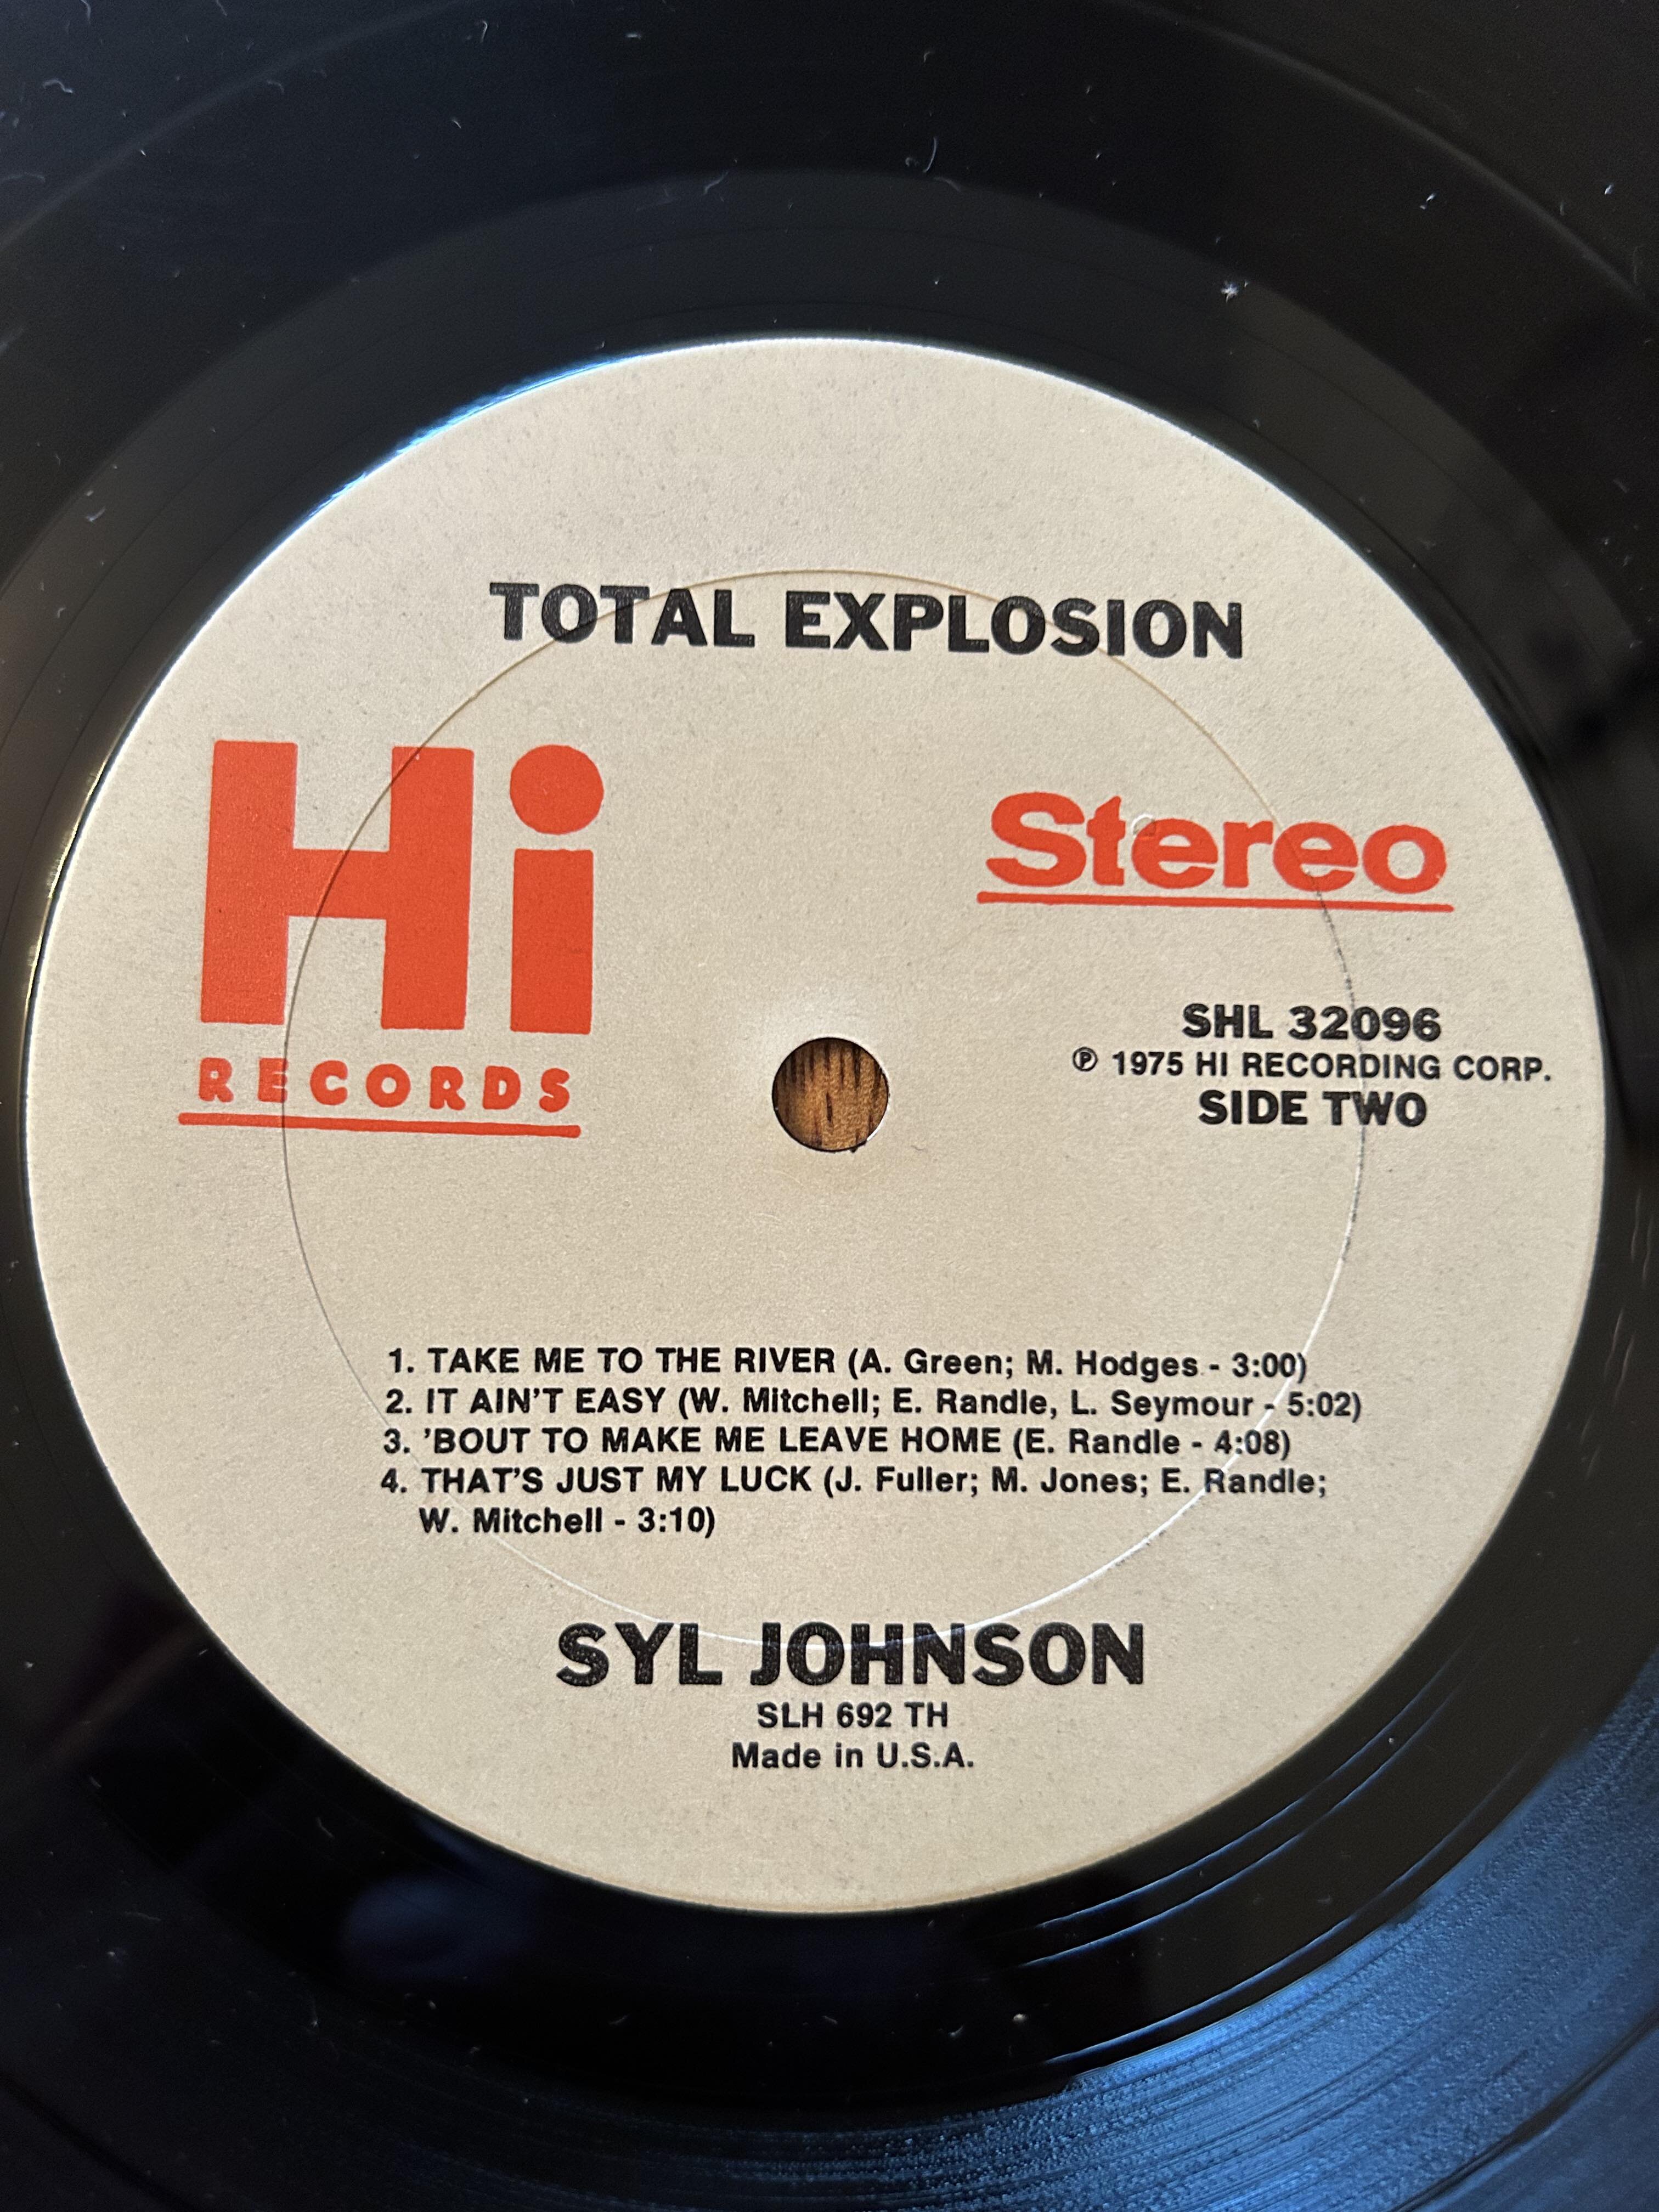 TOTAL EXPLOSION
Hi
RECORDS
Stereo
SHL 32096
℗ 1975 HI RECORDING CORP.
SIDE TWO
1. TAKE ME TO THE RIVER (A. Green; M. Hodges - 3:00)
2. IT AIN'T EASY (W. Mitchell; E. Randle, L. Seymour - 5:02)
3. 'BOUT TO MAKE ME LEAVE HOME (E. Randle - 4:08)
4. THAT'S JUST MY LUCK (J. Fuller; M. Jones; E. Randle;
W. Mitchell - 3:10)
SYL JOHNSON
SLH 692 TH
Made in U.S.A.